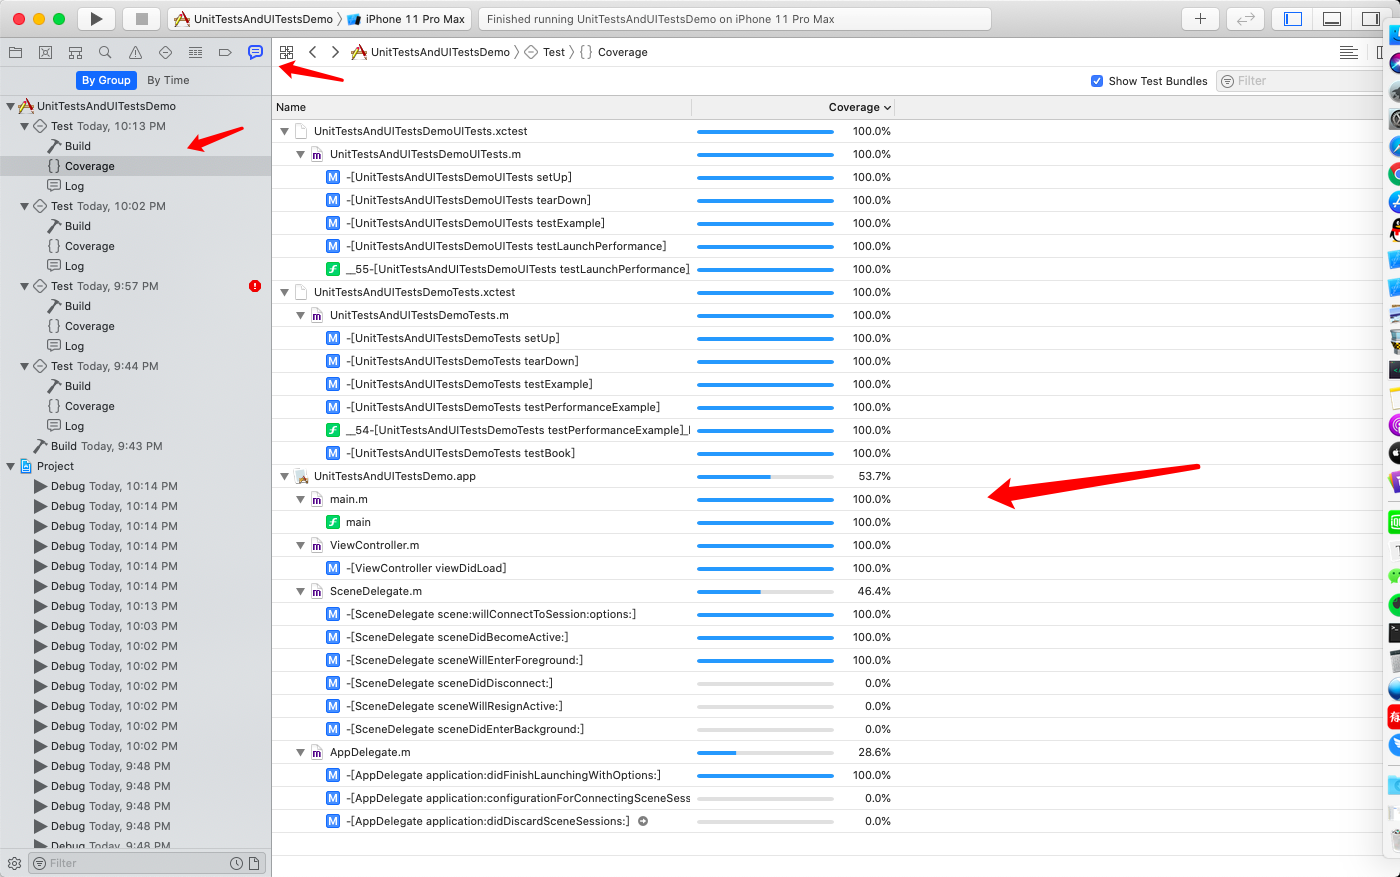 UnitTestsAndUITestsDemo
iPhone 11 Pro Max
Finished running UnitTestsAndUITestsDemo on iPhone 11 Pro Max
UnitTestsAndUITestsDemo
Test
{} Coverage
By Group
By Time
Show Test Bundles
Filter
UnitTestsAndUITestsDemo
Test Today, 10:13 PM
Build
{} Coverage
Log
Test Today, 10:02 PM
Build
{} Coverage
Log
Test Today, 9:57 PM
Build
{} Coverage
Log
Test Today, 9:44 PM
Build
{} Coverage
Log
Build Today, 9:43 PM
Project
Debug Today, 10:14 PM
Debug Today, 10:14 PM
Debug Today, 10:14 PM
Debug Today, 10:14 PM
Debug Today, 10:14 PM
Debug Today, 10:14 PM
Debug Today, 10:13 PM
Debug Today, 10:03 PM
Debug Today, 10:02 PM
Debug Today, 10:02 PM
Debug Today, 10:02 PM
Debug Today, 10:02 PM
Debug Today, 10:02 PM
Debug Today, 10:02 PM
Debug Today, 9:48 PM
Debug Today, 9:48 PM
Debug Today, 9:48 PM
Debug Today, 9:48 PM
Debug Today, 9:48 PM
Filter
Name Coverage
UnitTestsAndUITestsDemoUITests.xctest 100.0%
m UnitTestsAndUITestsDemoUITests.m 100.0%
M -[UnitTestsAndUITestsDemoUITests setUp] 100.0%
M -[UnitTestsAndUITestsDemoUITests tearDown] 100.0%
M -[UnitTestsAndUITestsDemoUITests testExample] 100.0%
M -[UnitTestsAndUITestsDemoUITests testLaunchPerformance] 100.0%
f __55-[UnitTestsAndUITestsDemoUITests testLaunchPerformance] 100.0%
UnitTestsAndUITestsDemoTests.xctest 100.0%
m UnitTestsAndUITestsDemoTests.m 100.0%
M -[UnitTestsAndUITestsDemoTests setUp] 100.0%
M -[UnitTestsAndUITestsDemoTests tearDown] 100.0%
M -[UnitTestsAndUITestsDemoTests testExample] 100.0%
M -[UnitTestsAndUITestsDemoTests testPerformanceExample] 100.0%
f __54-[UnitTestsAndUITestsDemoTests testPerformanceExample]_ 100.0%
M -[UnitTestsAndUITestsDemoTests testBook] 100.0%
UnitTestsAndUITestsDemo.app 53.7%
m main.m 100.0%
f main 100.0%
m ViewController.m 100.0%
M -[ViewController viewDidLoad] 100.0%
m SceneDelegate.m 46.4%
M -[SceneDelegate scene:willConnectToSession:options:] 100.0%
M -[SceneDelegate sceneDidBecomeActive:] 100.0%
M -[SceneDelegate sceneWillEnterForeground:] 100.0%
M -[SceneDelegate sceneDidDisconnect:] 0.0%
M -[SceneDelegate sceneWillResignActive:] 0.0%
M -[SceneDelegate sceneDidEnterBackground:] 0.0%
m AppDelegate.m 28.6%
M -[AppDelegate application:didFinishLaunchingWithOptions:] 100.0%
M -[AppDelegate application:configurationForConnectingSceneSess 0.0%
M -[AppDelegate application:didDiscardSceneSessions:] 0.0%